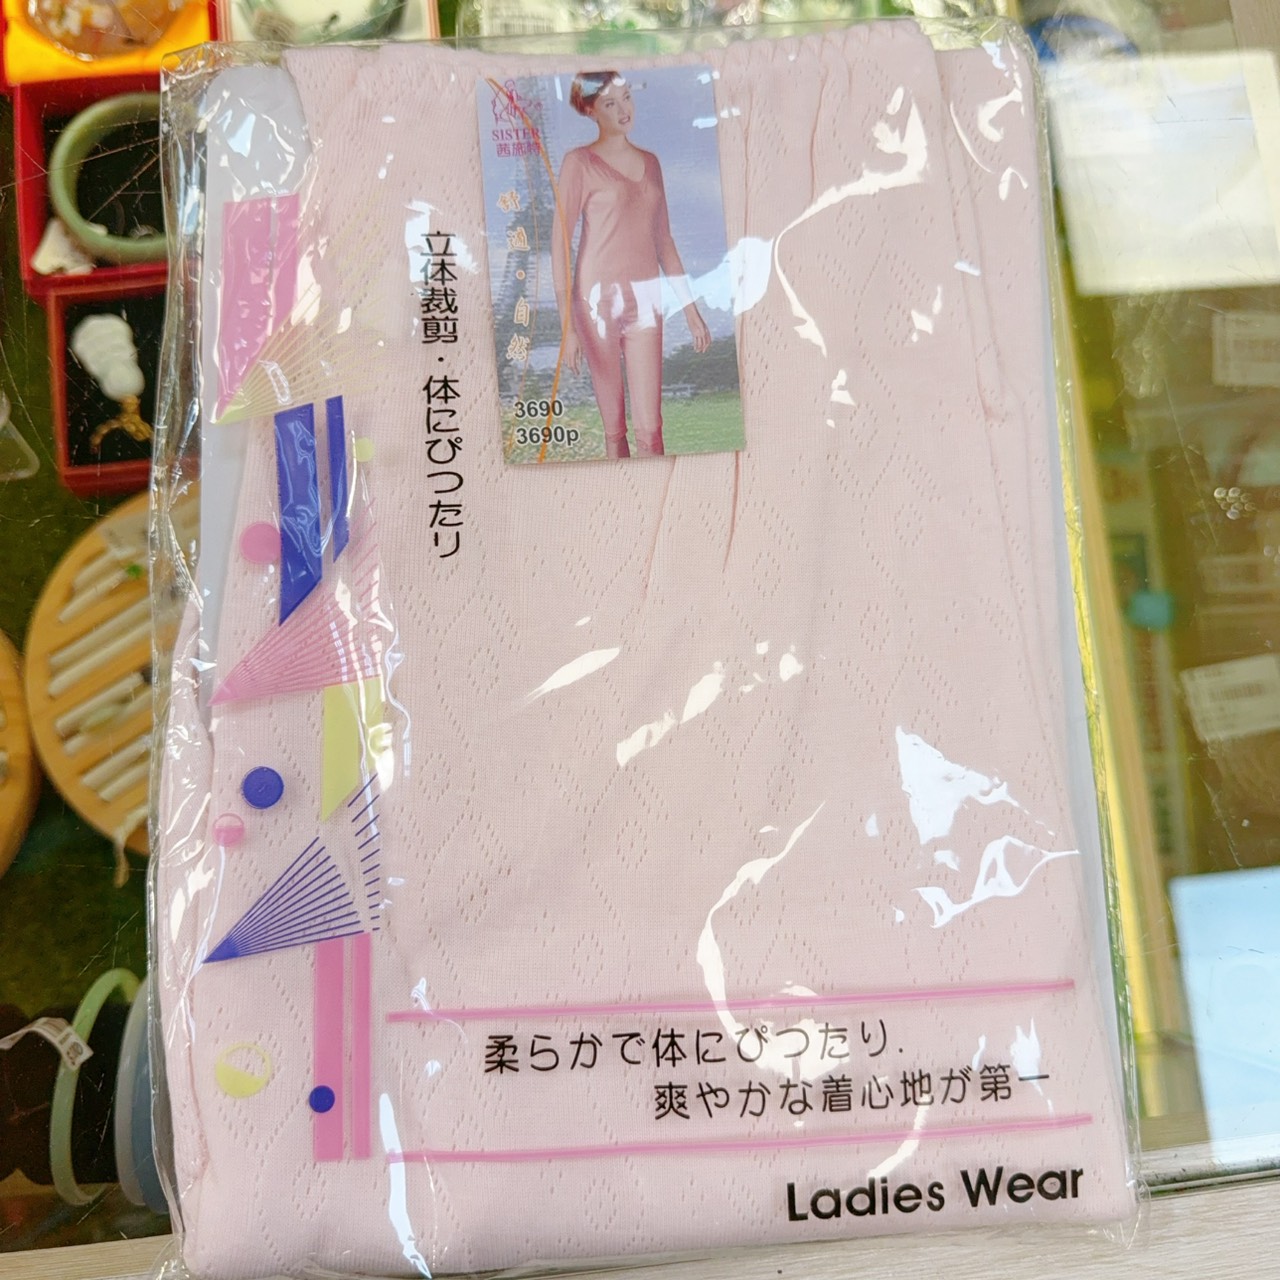 SISTER
茜旅特
舒適·自然
3690
3690p
立体裁剪·体にぴつたり
柔らかで体にぴつたり.
爽やかな着心地が第一
Ladies Wear